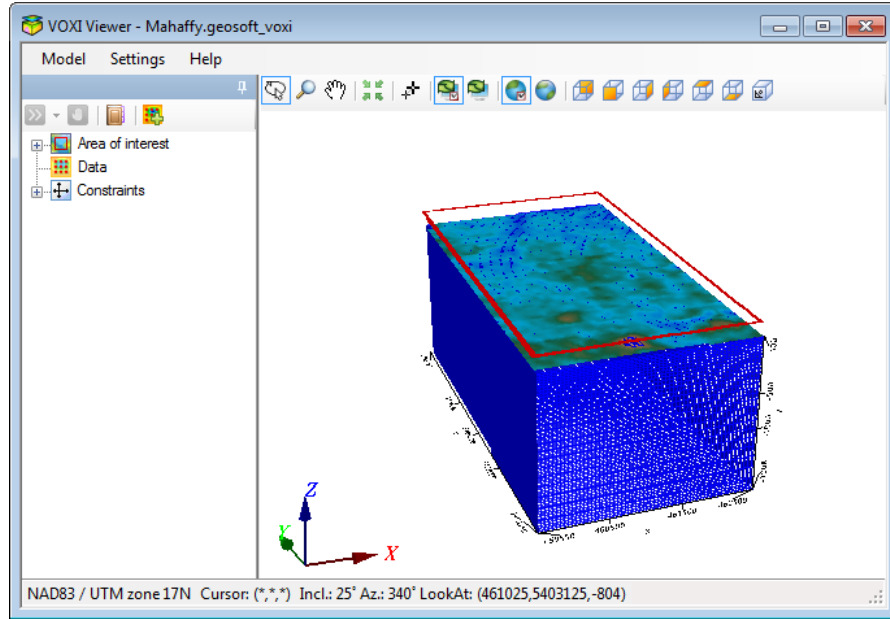 VOXI Viewer - Mahaffy.geosoft_voxi
Model Settings Help
Area of interest
Data
Constraints
Z
Y
X
X
NAD83 / UTM zone 17N Cursor: (*,*,*) Incl.: 25° Az.: 340° LookAt: (461025,5403125,-804)